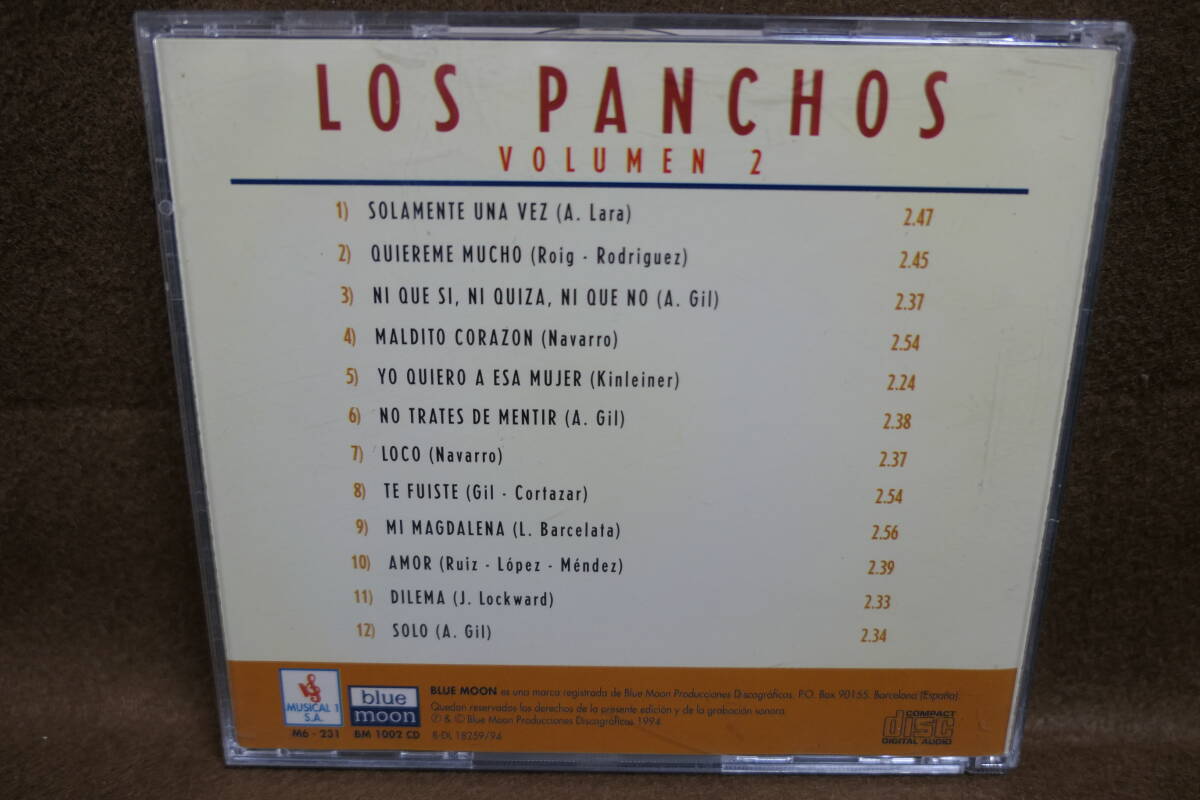 LOS PANCHOS
VOLUMEN 2
1) SOLAMENTE UNA VEZ (A. Lara) 2.47
2) QUIEREME MUCHO (Roig - Rodriguez) 2.45
3) NI QUE SI, NI QUIZA, NI QUE NO (A. Gil) 2.37
4) MALDITO CORAZON (Navarro) 2.54
5) YO QUIERO A ESA MUJER (Kinleiner) 2.24
6) NO TRATES DE MENTIR (A. Gil) 2.38
7) LOCO (Navarro) 2.37
8) TE FUISTE (Gil - Cortazar) 2.54
9) MI MAGDALENA (L. Barcelata) 2.56
10) AMOR (Ruiz - López - Méndez) 2.39
11) DILEMA (J. Lockward) 2.33
12) SOLO (A. Gil) 2.34
MUSICAL 1
S.A.
M6 - 231
blue
moon
BM 1002 CD
BLUE MOON es una marca registrada de Blue Moon Producciones Discográficas. P.O. Box 90155. Barcelona (España).
Quedan reservados los derechos de la presente edición y de la grabación sonora.
℗ & © Blue Moon Producciones Discográficas 1994
B-DL 18259/94
COMPACT
disc
DIGITAL AUDIO